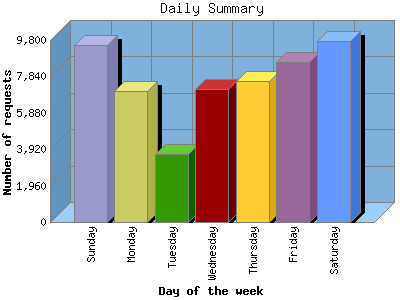 Daily Summary
9,800
7,840
5,880
3,920
1,960
0
Number of requests
Sunday
Monday
Tuesday
Wednesday
Thursday
Friday
Saturday
Day of the week